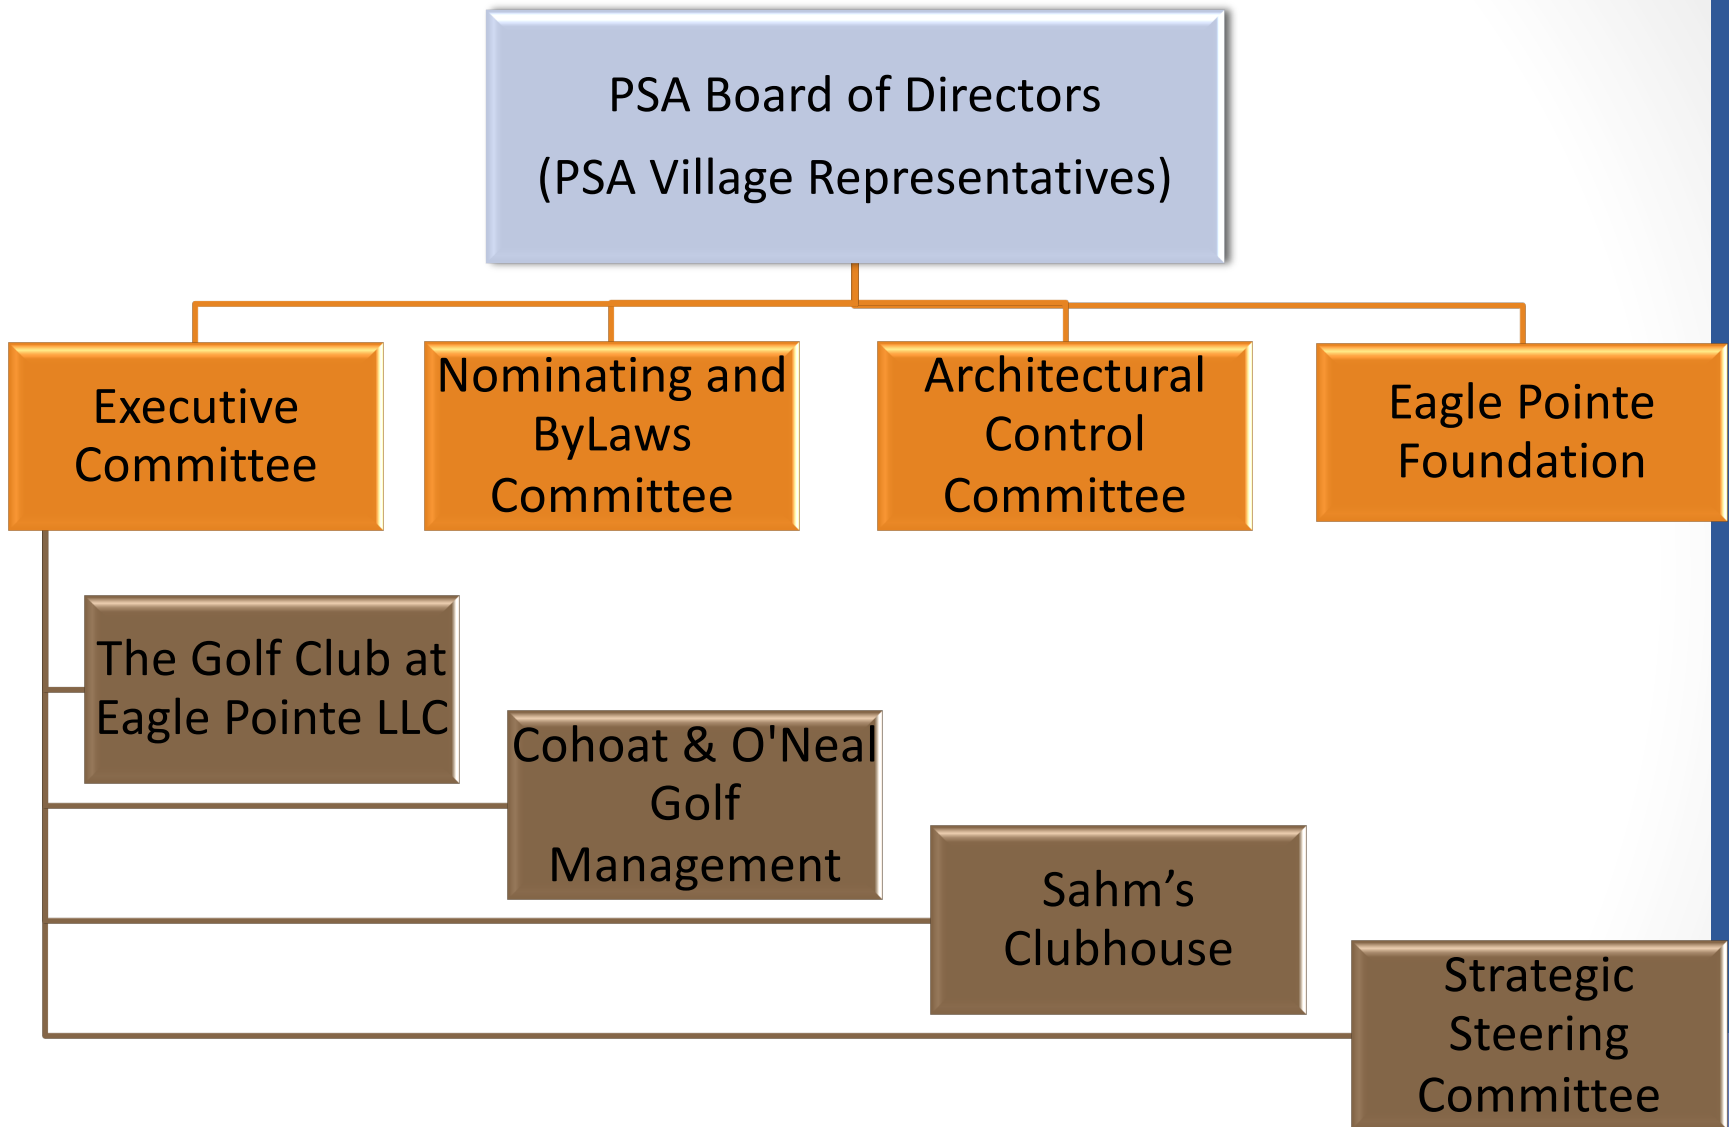 PSA Board of Directors
(PSA Village Representatives)
Executive
Committee
Nominating and
ByLaws
Committee
Architectural
Control
Committee
Eagle Pointe
Foundation
The Golf Club at
Eagle Pointe LLC
Cohoat & O'Neal
Golf
Management
Sahm’s
Clubhouse
Strategic
Steering
Committee